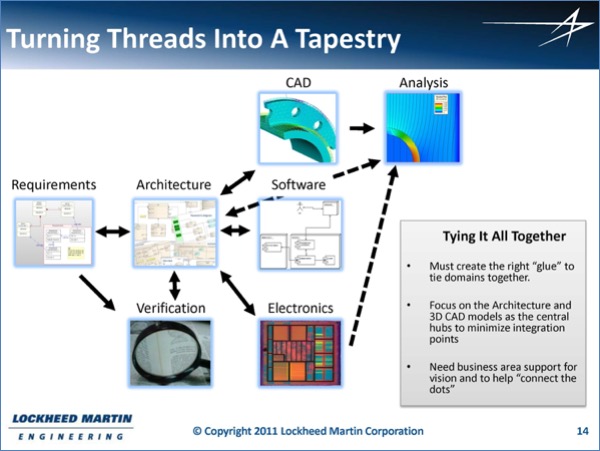 Turning Threads Into A Tapestry
CAD
Analysis
Requirements
Architecture
Software
Verification
Electronics
Tying It All Together
• Must create the right “glue” to
tie domains together.
• Focus on the Architecture and
3D CAD models as the central
hubs to minimize integration
points
• Need business area support for
vision and to help “connect the
dots”
LOCKHEED MARTIN
ENGINEERING
© Copyright 2011 Lockheed Martin Corporation
14